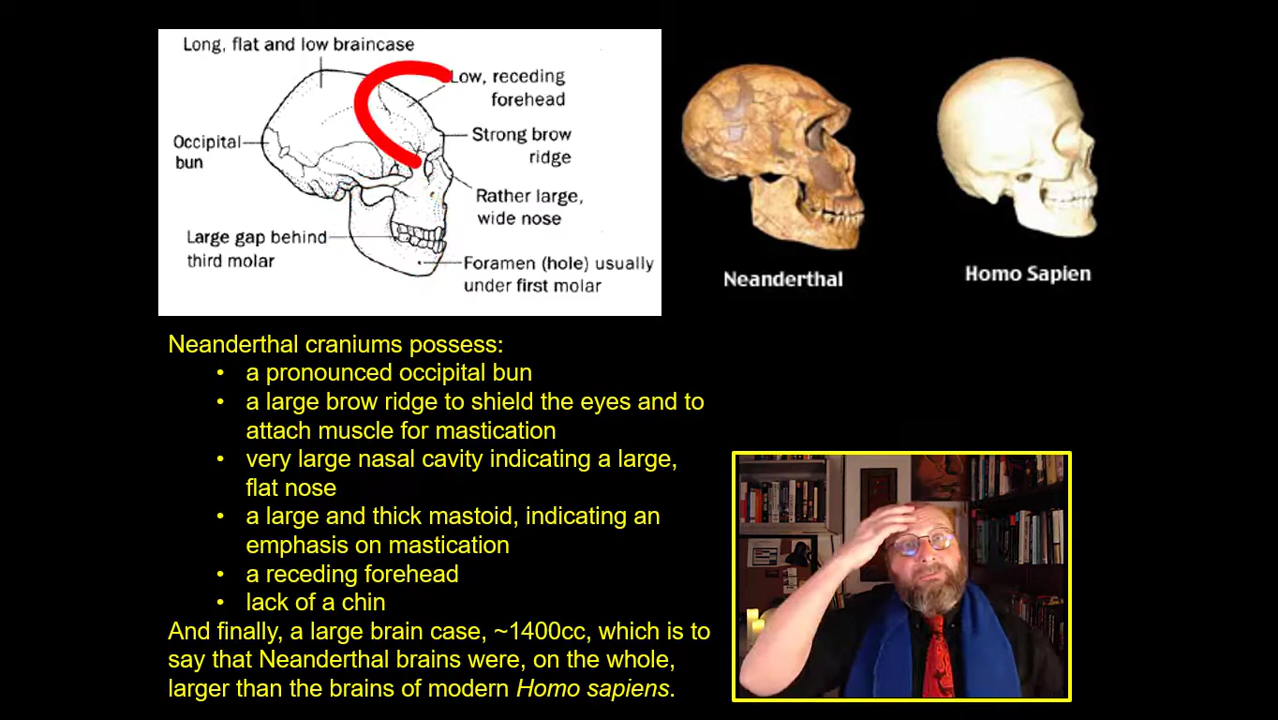 Long, flat and low braincase
Low, receding
forehead
Occipital
bun
Strong brow
ridge
Rather large,
wide nose
Large gap behind
third molar
Foramen (hole) usually
under first molar
Neanderthal
Homo Sapien
Neanderthal craniums possess:
• a pronounced occipital bun
• a large brow ridge to shield the eyes and to
attach muscle for mastication
• very large nasal cavity indicating a large,
flat nose
• a large and thick mastoid, indicating an
emphasis on mastication
• a receding forehead
• lack of a chin
And finally, a large brain case, ~1400cc, which is to
say that Neanderthal brains were, on the whole,
larger than the brains of modern Homo sapiens.